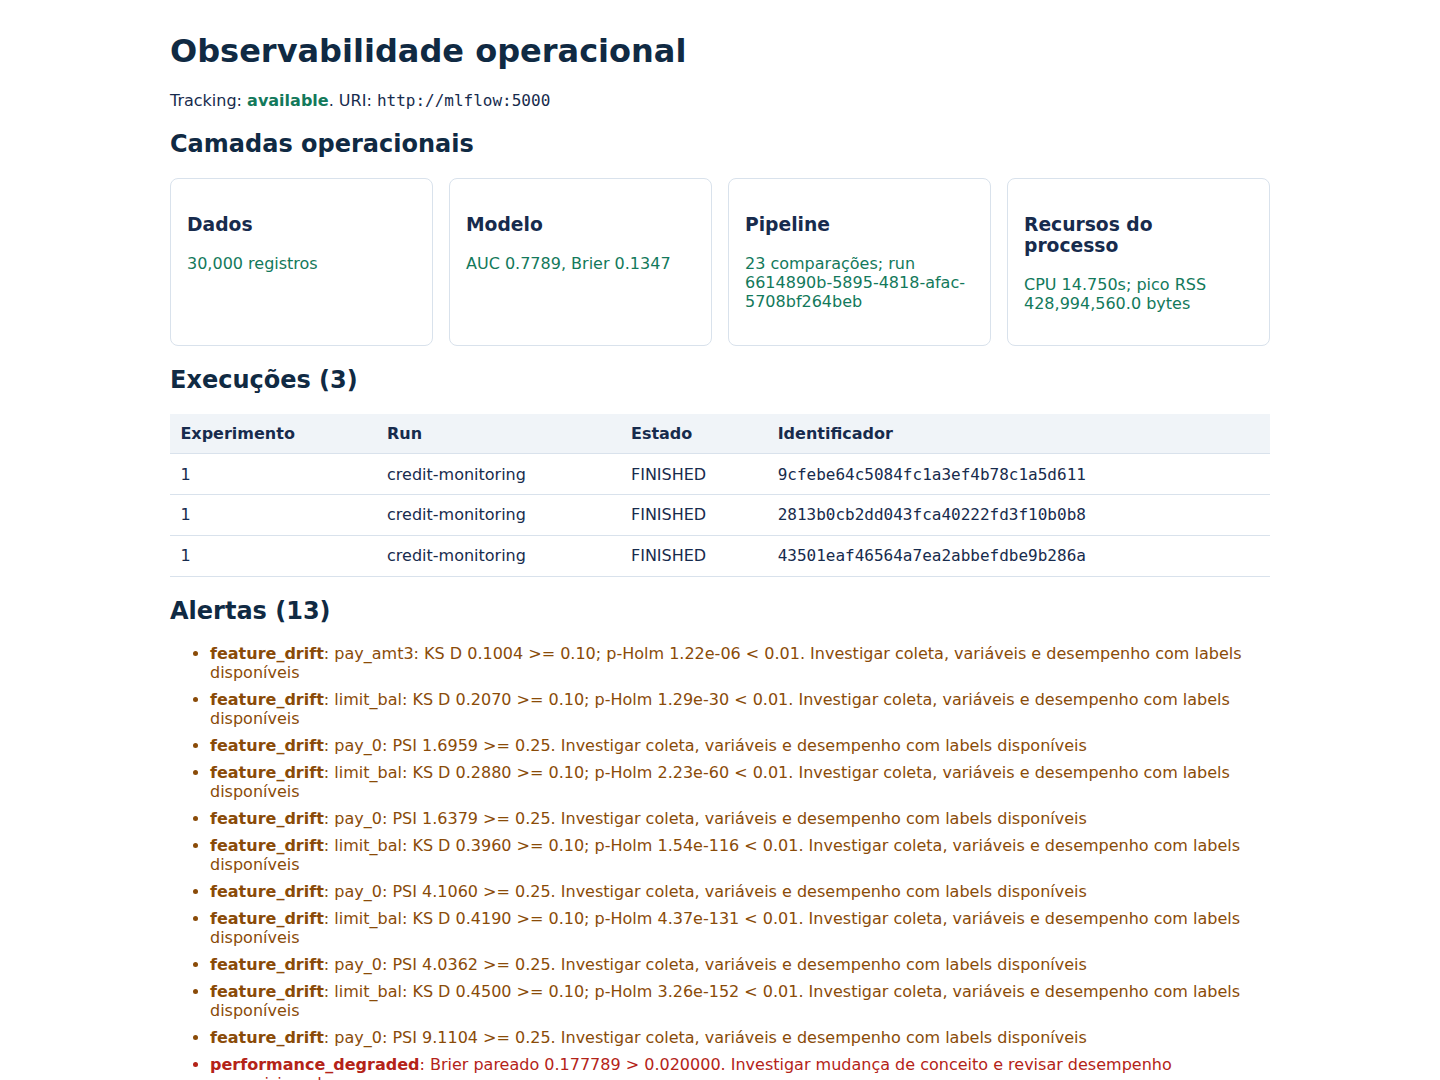 Observabilidade operacional
Tracking: available. URI: http://mlflow:5000
Camadas operacionais
Dados
30,000 registros
Modelo
AUC 0.7789, Brier 0.1347
Pipeline
23 comparações; run
6614890b-5895-4818-afac-
5708bf264beb
Recursos do
processo
CPU 14.750s; pico RSS
428,994,560.0 bytes
Execuções (3)
Experimento Run Estado Identificador
1 credit-monitoring FINISHED 9cfebe64c5084fc1a3ef4b78c1a5d611
1 credit-monitoring FINISHED 2813b0cb2dd043fca40222fd3f10b0b8
1 credit-monitoring FINISHED 43501eaf46564a7ea2abbefdbe9b286a
Alertas (13)
• feature_drift: pay_amt3: KS D 0.1004 >= 0.10; p-Holm 1.22e-06 < 0.01. Investigar coleta, variáveis e desempenho com labels
disponíveis
• feature_drift: limit_bal: KS D 0.2070 >= 0.10; p-Holm 1.29e-30 < 0.01. Investigar coleta, variáveis e desempenho com labels
disponíveis
• feature_drift: pay_0: PSI 1.6959 >= 0.25. Investigar coleta, variáveis e desempenho com labels disponíveis
• feature_drift: limit_bal: KS D 0.2880 >= 0.10; p-Holm 2.23e-60 < 0.01. Investigar coleta, variáveis e desempenho com labels
disponíveis
• feature_drift: pay_0: PSI 1.6379 >= 0.25. Investigar coleta, variáveis e desempenho com labels disponíveis
• feature_drift: limit_bal: KS D 0.3960 >= 0.10; p-Holm 1.54e-116 < 0.01. Investigar coleta, variáveis e desempenho com labels
disponíveis
• feature_drift: pay_0: PSI 4.1060 >= 0.25. Investigar coleta, variáveis e desempenho com labels disponíveis
• feature_drift: limit_bal: KS D 0.4190 >= 0.10; p-Holm 4.37e-131 < 0.01. Investigar coleta, variáveis e desempenho com labels
disponíveis
• feature_drift: pay_0: PSI 4.0362 >= 0.25. Investigar coleta, variáveis e desempenho com labels disponíveis
• feature_drift: limit_bal: KS D 0.4500 >= 0.10; p-Holm 3.26e-152 < 0.01. Investigar coleta, variáveis e desempenho com labels
disponíveis
• feature_drift: pay_0: PSI 9.1104 >= 0.25. Investigar coleta, variáveis e desempenho com labels disponíveis
• performance_degraded: Brier pareado 0.177789 > 0.020000. Investigar mudança de conceito e revisar desempenho